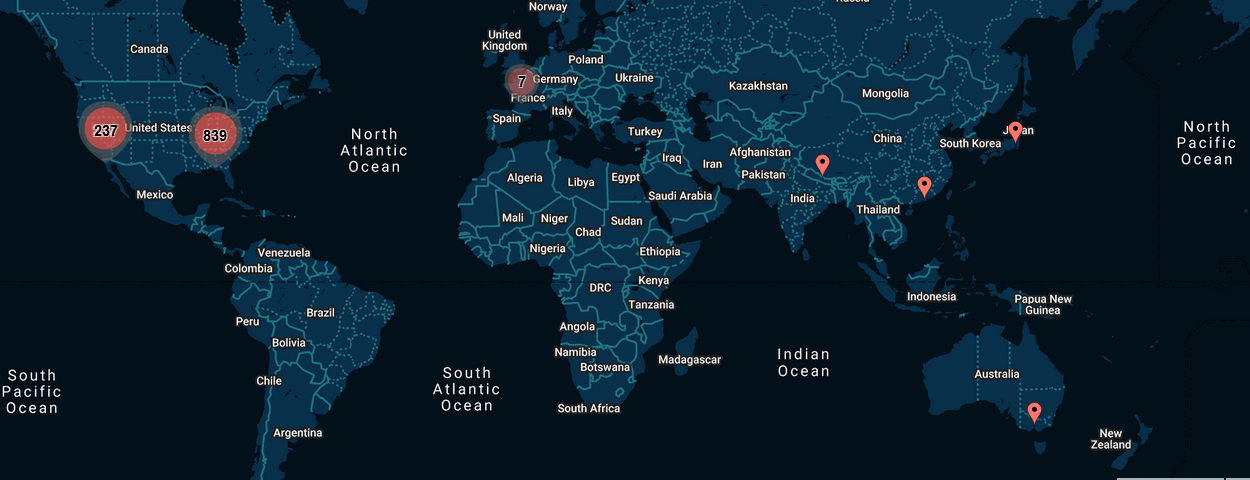 Norway
Russia
United
Kingdom
Canada
Poland
Ukraine
7
Germany
Kazakhstan
Mongolia
France
Italy
Spain
North
Pacific
Ocean
237
United States
839
North
Atlantic
Ocean
Turkey
China
South Korea
Japan
Afghanistan
Iraq
Iran
Pakistan
Algeria
Libya
Egypt
Saudi Arabia
Mexico
India
Thailand
Mali
Niger
Chad
Sudan
Nigeria
Ethiopia
Venezuela
Colombia
DRC
Kenya
Indonesia
Tanzania
Papua New
Guinea
Brazil
Peru
Angola
Bolivia
Namibia
Botswana
Madagascar
Indian
Ocean
South
Pacific
Ocean
Chile
South
Atlantic
Ocean
Australia
South Africa
Argentina
New
Zealand